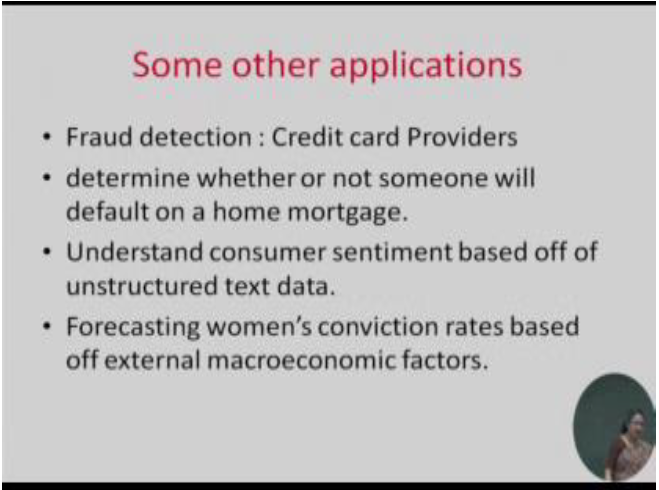 Some other applications
• Fraud detection : Credit card Providers
• determine whether or not someone will
default on a home mortgage.
• Understand consumer sentiment based off of
unstructured text data.
• Forecasting women's conviction rates based
off external macroeconomic factors.